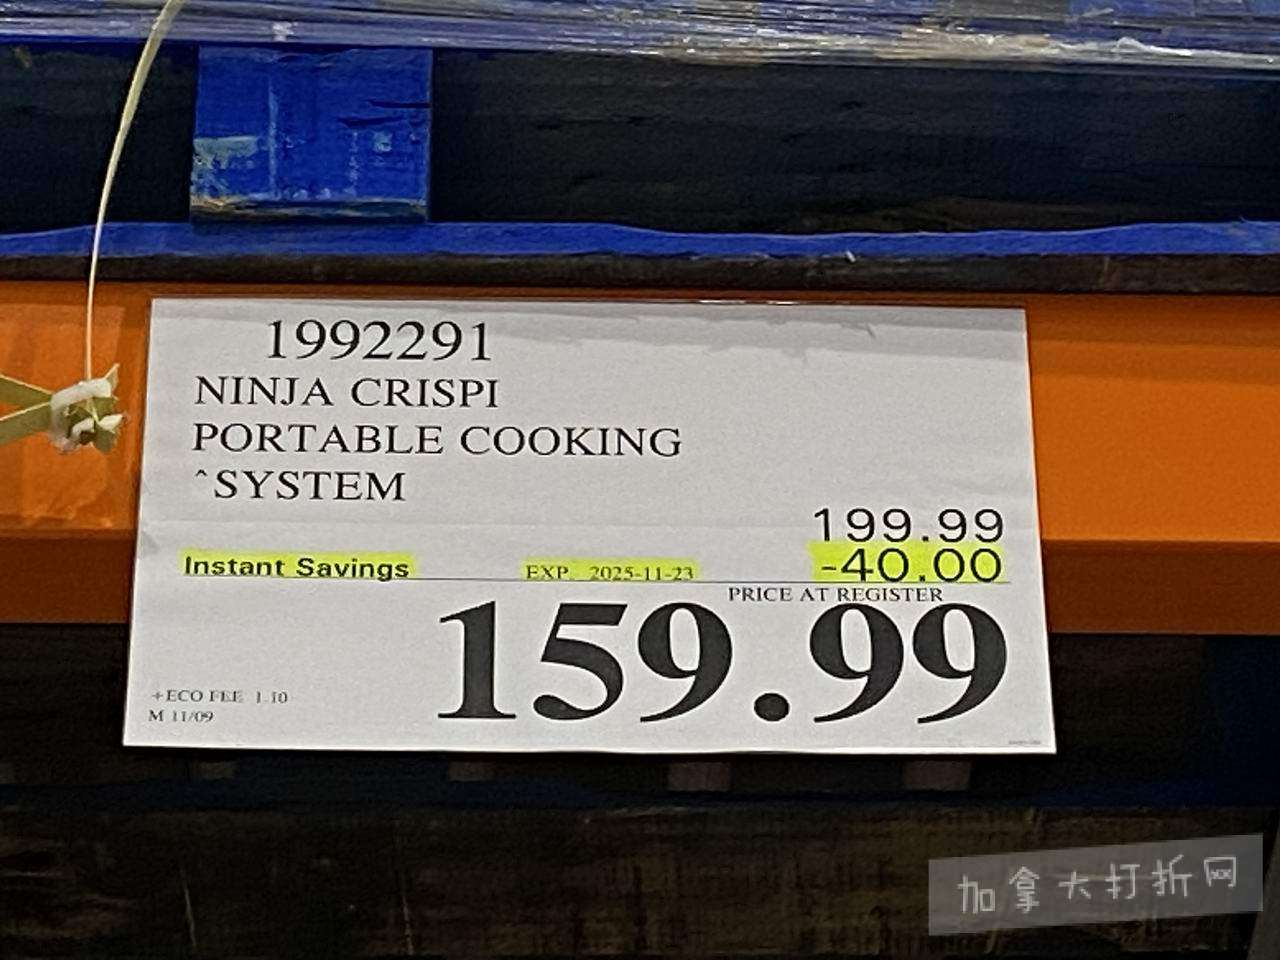 1992291
NINJA CRISPI
PORTABLE COOKING
^SYSTEM
199.99
Instant Savings EXP. 2025-11-23 -40.00
PRICE AT REGISTER
159.99
+ECO FEE 1.10
M 11/09
加拿大打折网